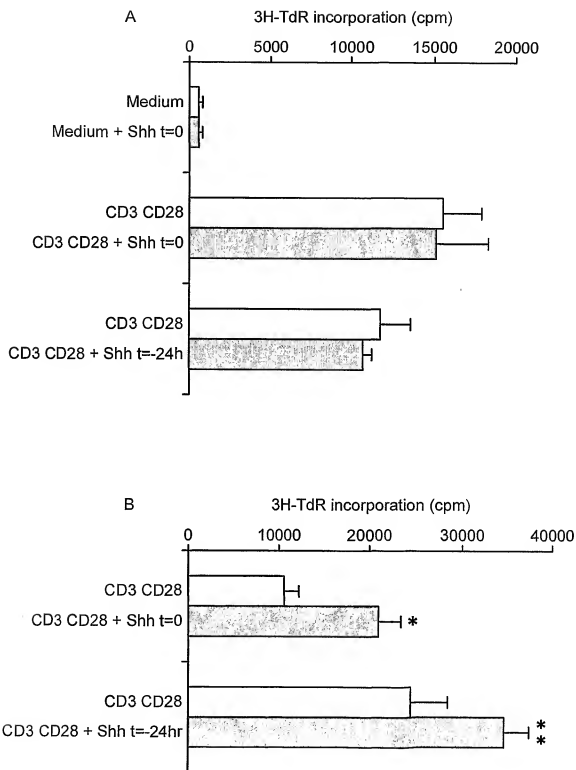 A 3H-TdR incorporation (cpm)
0 5000 10000 15000 20000
Medium
Medium + Shh t=0
CD3 CD28
CD3 CD28 + Shh t=0
CD3 CD28
CD3 CD28 + Shh t=-24h
B 3H-TdR incorporation (cpm)
0 10000 20000 30000 40000
CD3 CD28
CD3 CD28 + Shh t=0
*
CD3 CD28
CD3 CD28 + Shh t=-24hr
*
*